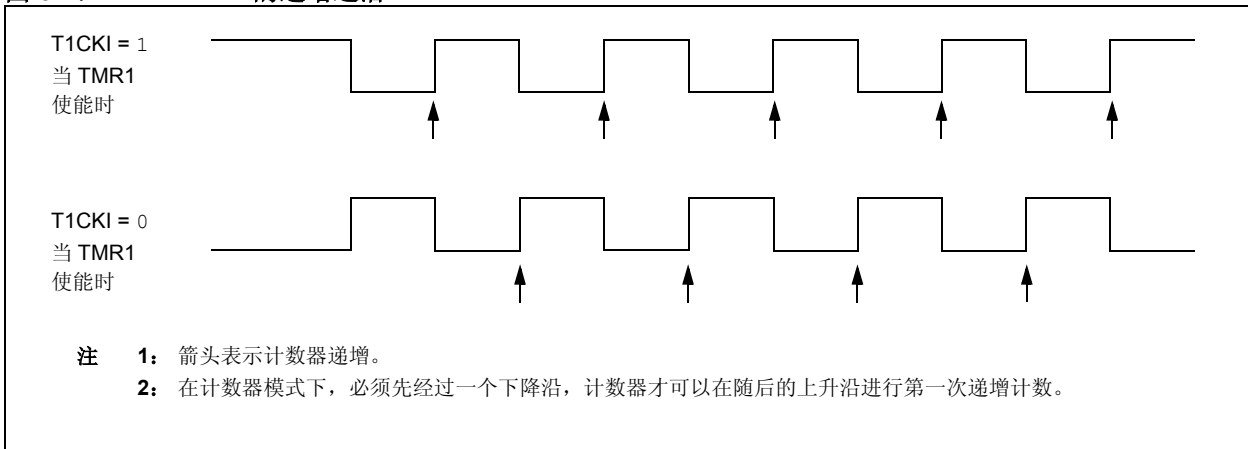 T1CKI = 1
当 TMR1
使能时
T1CKI = 0
当 TMR1
使能时
注 1： 箭头表示计数器递增。
2： 在计数器模式下，必须先经过一个下降沿，计数器才可以在随后的上升沿进行第一次递增计数。